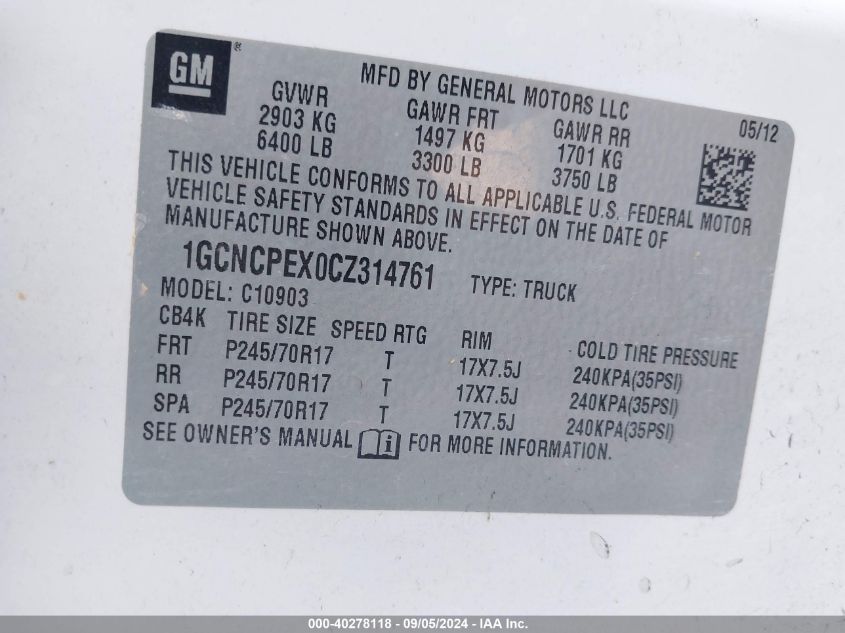 GM®
MFD BY GENERAL MOTORS LLC
GVWR GAWR FRT GAWR RR 05/12
2903 KG 1497 KG 1701 KG
6400 LB 3300 LB 3750 LB
THIS VEHICLE CONFORMS TO ALL APPLICABLE U.S. FEDERAL MOTOR
VEHICLE SAFETY STANDARDS IN EFFECT ON THE DATE OF
MANUFACTURE SHOWN ABOVE.
1GCNCPEX0CZ314761 TYPE: TRUCK
MODEL: C10903
CB4K TIRE SIZE SPEED RTG RIM COLD TIRE PRESSURE
FRT P245/70R17 T 17X7.5J 240KPA(35PSI)
RR P245/70R17 T 17X7.5J 240KPA(35PSI)
SPA P245/70R17 T 17X7.5J 240KPA(35PSI)
SEE OWNER'S MANUAL i FOR MORE INFORMATION.
000-40278118 - 09/05/2024 - IAA Inc.